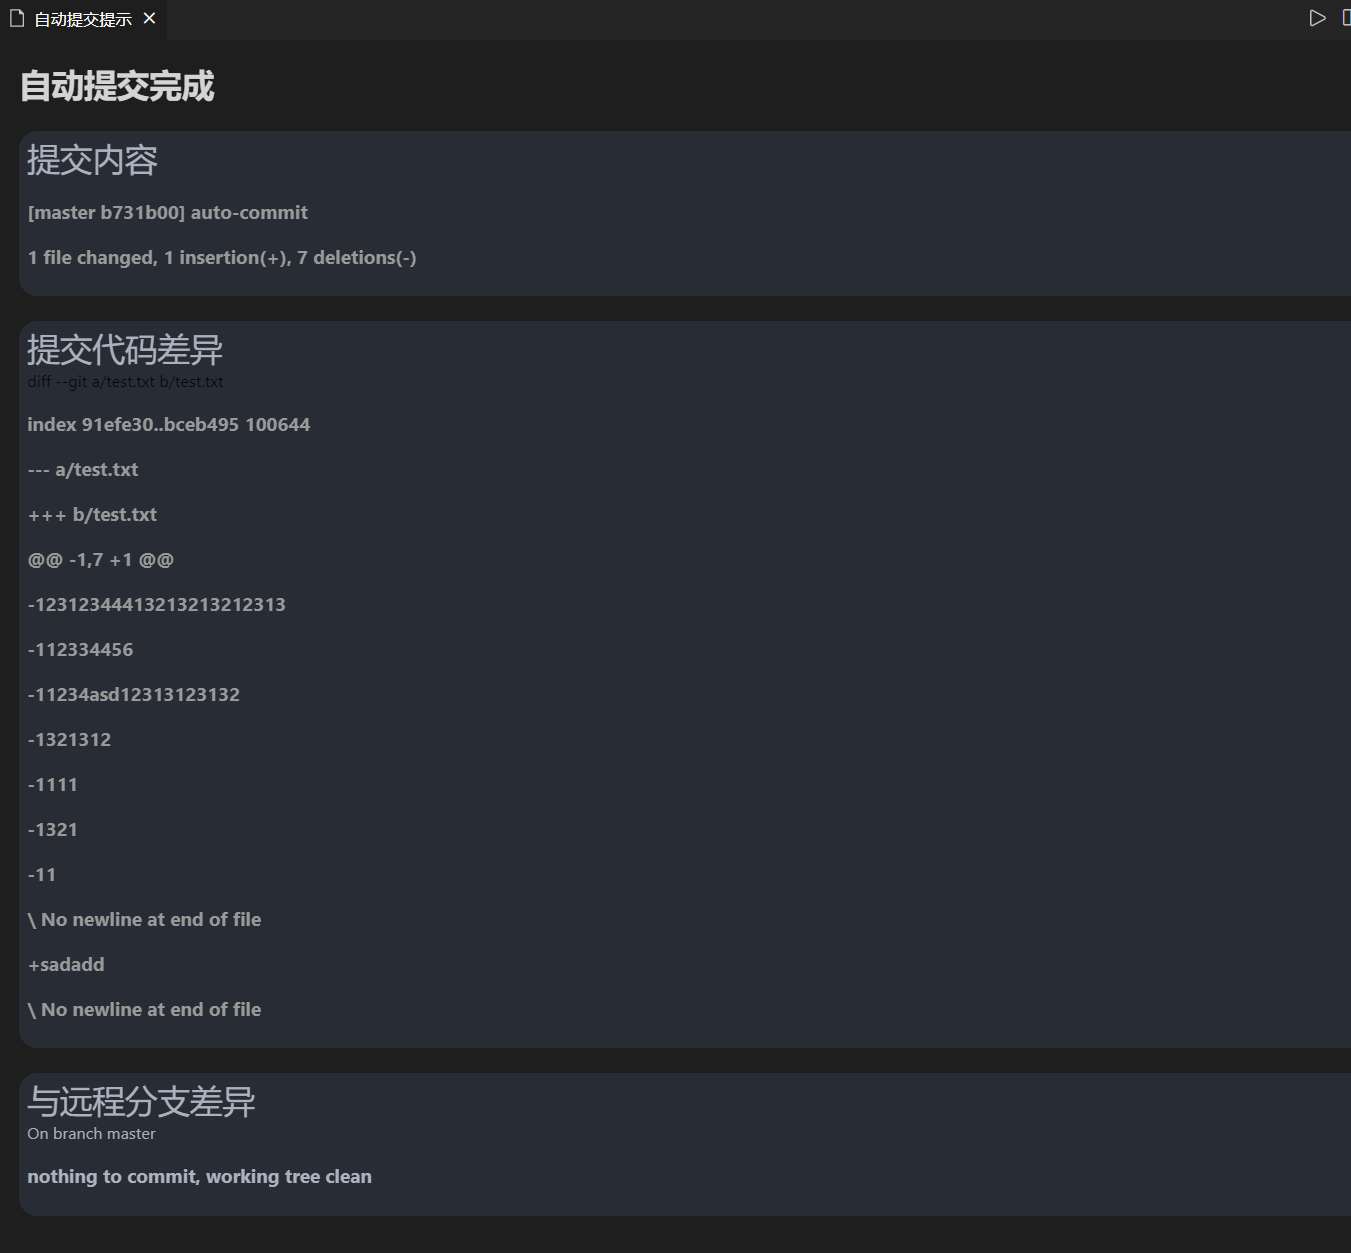 自动提交提示
自动提交完成
提交内容
[master b731b00] auto-commit
1 file changed, 1 insertion(+), 7 deletions(-)
提交代码差异
diff --git a/test.txt b/test.txt
index 91efe30..bceb495 100644
--- a/test.txt
+++ b/test.txt
@@ -1,7 +1 @@
-12312344413213213212313
-112334456
-11234asd12313123132
-1321312
-1111
-1321
-11
\ No newline at end of file
+sadadd
\ No newline at end of file
与远程分支差异
On branch master
nothing to commit, working tree clean